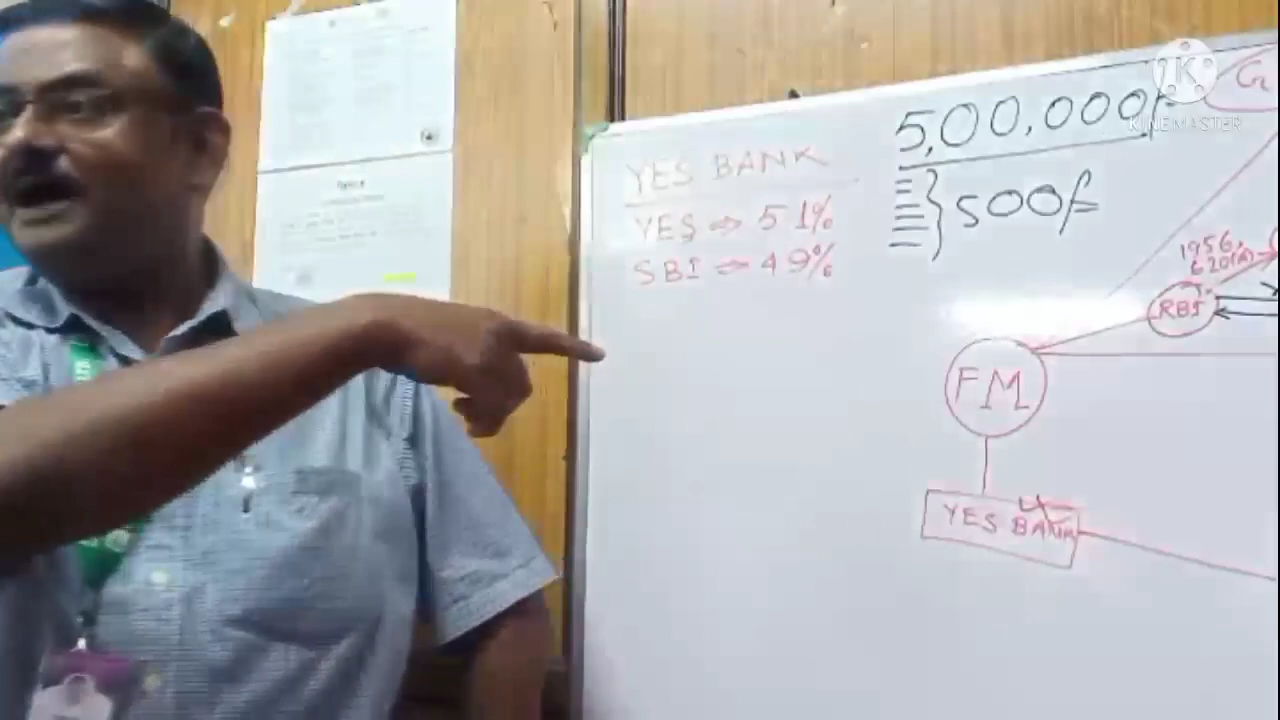 YES BANK
YES ⇒ 51%
SBI ⇒ 49%
5,00,000/-
500/-
1956,
620(A)
RBI
FM
YES BANK
KINEMASTER